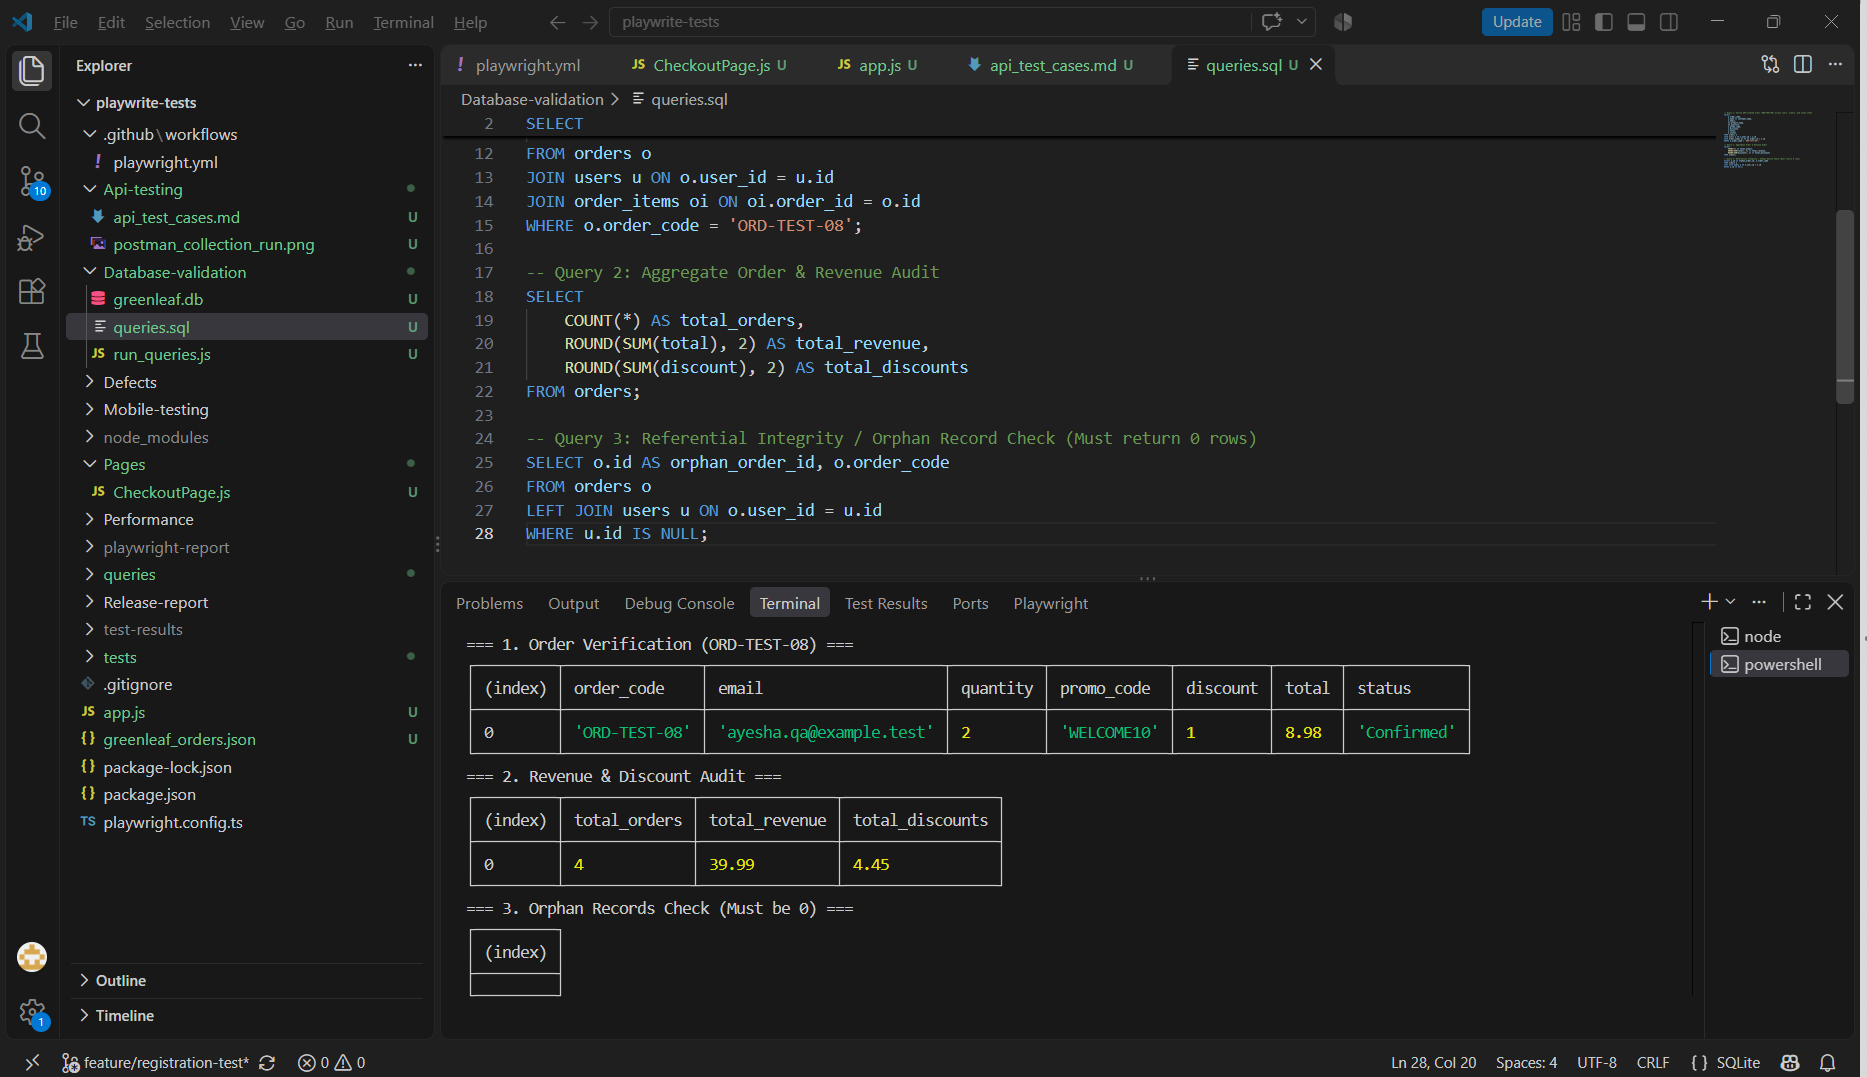 File Edit Selection View Go Run Terminal Help
playwrite-tests
Update
Explorer
playwrite-tests
.github\workflows
! playwright.yml
Api-testing
api_test_cases.md U
postman_collection_run.png U
Database-validation
greenleaf.db U
queries.sql U
JS run_queries.js U
Defects
Mobile-testing
node_modules
Pages
JS CheckoutPage.js U
Performance
playwright-report
queries
Release-report
test-results
tests
.gitignore
JS app.js U
{} greenleaf_orders.json U
{} package-lock.json
{} package.json
TS playwright.config.ts
Outline
Timeline
10
1
! playwright.yml JS CheckoutPage.js U JS app.js U api_test_cases.md U queries.sql U
Database-validation > queries.sql
2 SELECT
12 FROM orders o
13 JOIN users u ON o.user_id = u.id
14 JOIN order_items oi ON oi.order_id = o.id
15 WHERE o.order_code = 'ORD-TEST-08';
16
17 -- Query 2: Aggregate Order & Revenue Audit
18 SELECT
19 COUNT(*) AS total_orders,
20 ROUND(SUM(total), 2) AS total_revenue,
21 ROUND(SUM(discount), 2) AS total_discounts
22 FROM orders;
23
24 -- Query 3: Referential Integrity / Orphan Record Check (Must return 0 rows)
25 SELECT o.id AS orphan_order_id, o.order_code
26 FROM orders o
27 LEFT JOIN users u ON o.user_id = u.id
28 WHERE u.id IS NULL;
Problems Output Debug Console Terminal Test Results Ports Playwright
=== 1. Order Verification (ORD-TEST-08) ===
(index) order_code email quantity promo_code discount total status
0 'ORD-TEST-08' 'ayesha.qa@example.test' 2 'WELCOME10' 1 8.98 'Confirmed'
=== 2. Revenue & Discount Audit ===
(index) total_orders total_revenue total_discounts
0 4 39.99 4.45
=== 3. Orphan Records Check (Must be 0) ===
(index)
node
powershell
feature/registration-test* 0 0
Ln 28, Col 20 Spaces: 4 UTF-8 CRLF {} SQLite